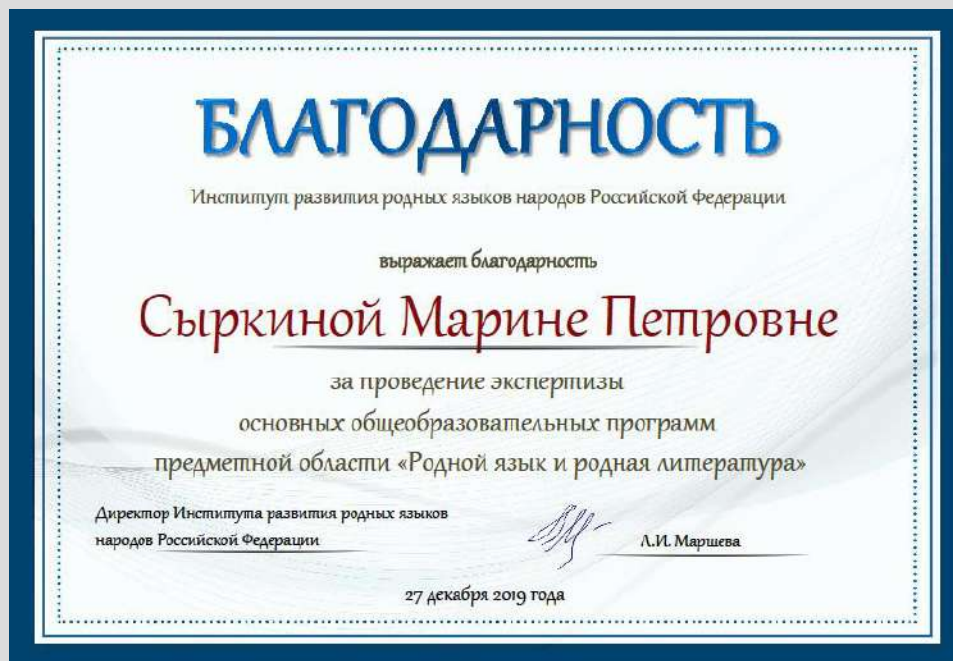 БЛАГОДАРНОСТЬ
Институт развития родных языков народов Российской Федерации
выражает благодарность
Сыркиной Марине Петровне
за проведение экспертизы
основных общеобразовательных программ
предметной области «Родной язык и родная литература»
Директор Института развития родных языков
народов Российской Федерации
Л.И. Маршева
27 декабря 2019 года